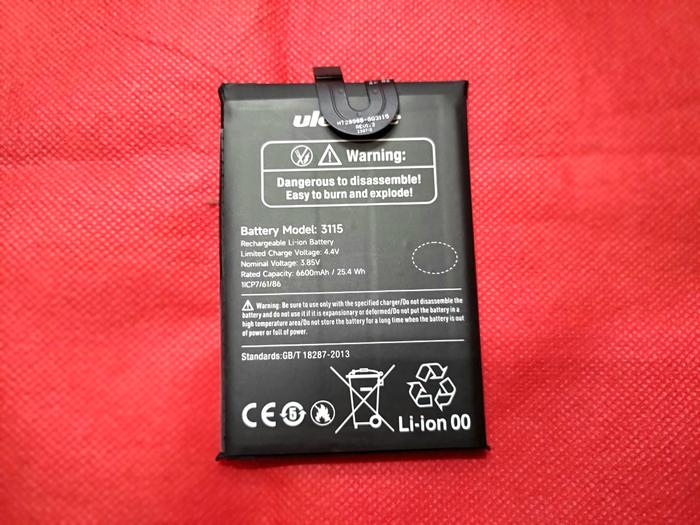 HT28988-003115
Warning:
Dangerous to disassemble!
Easy to burn and explode!
Battery Model: 3115
Rechargeable Li-ion Battery
Limited Charge Voltage: 4.4V
Nominal Voltage: 3.85V
Rated Capacity: 6600mAh / 25.4 Wh
1ICP7/61/86
Warning: Be sure to use only with the specified charger/Do not disassemble the
battery and do not use it if it is expansionary or deformed/Do not put the battery in a
high temperature area/Do not store the battery for a long time when the battery is out
of power or full of power.
Standards:GB/T 18287-2013
CE 5
Li-ion 00